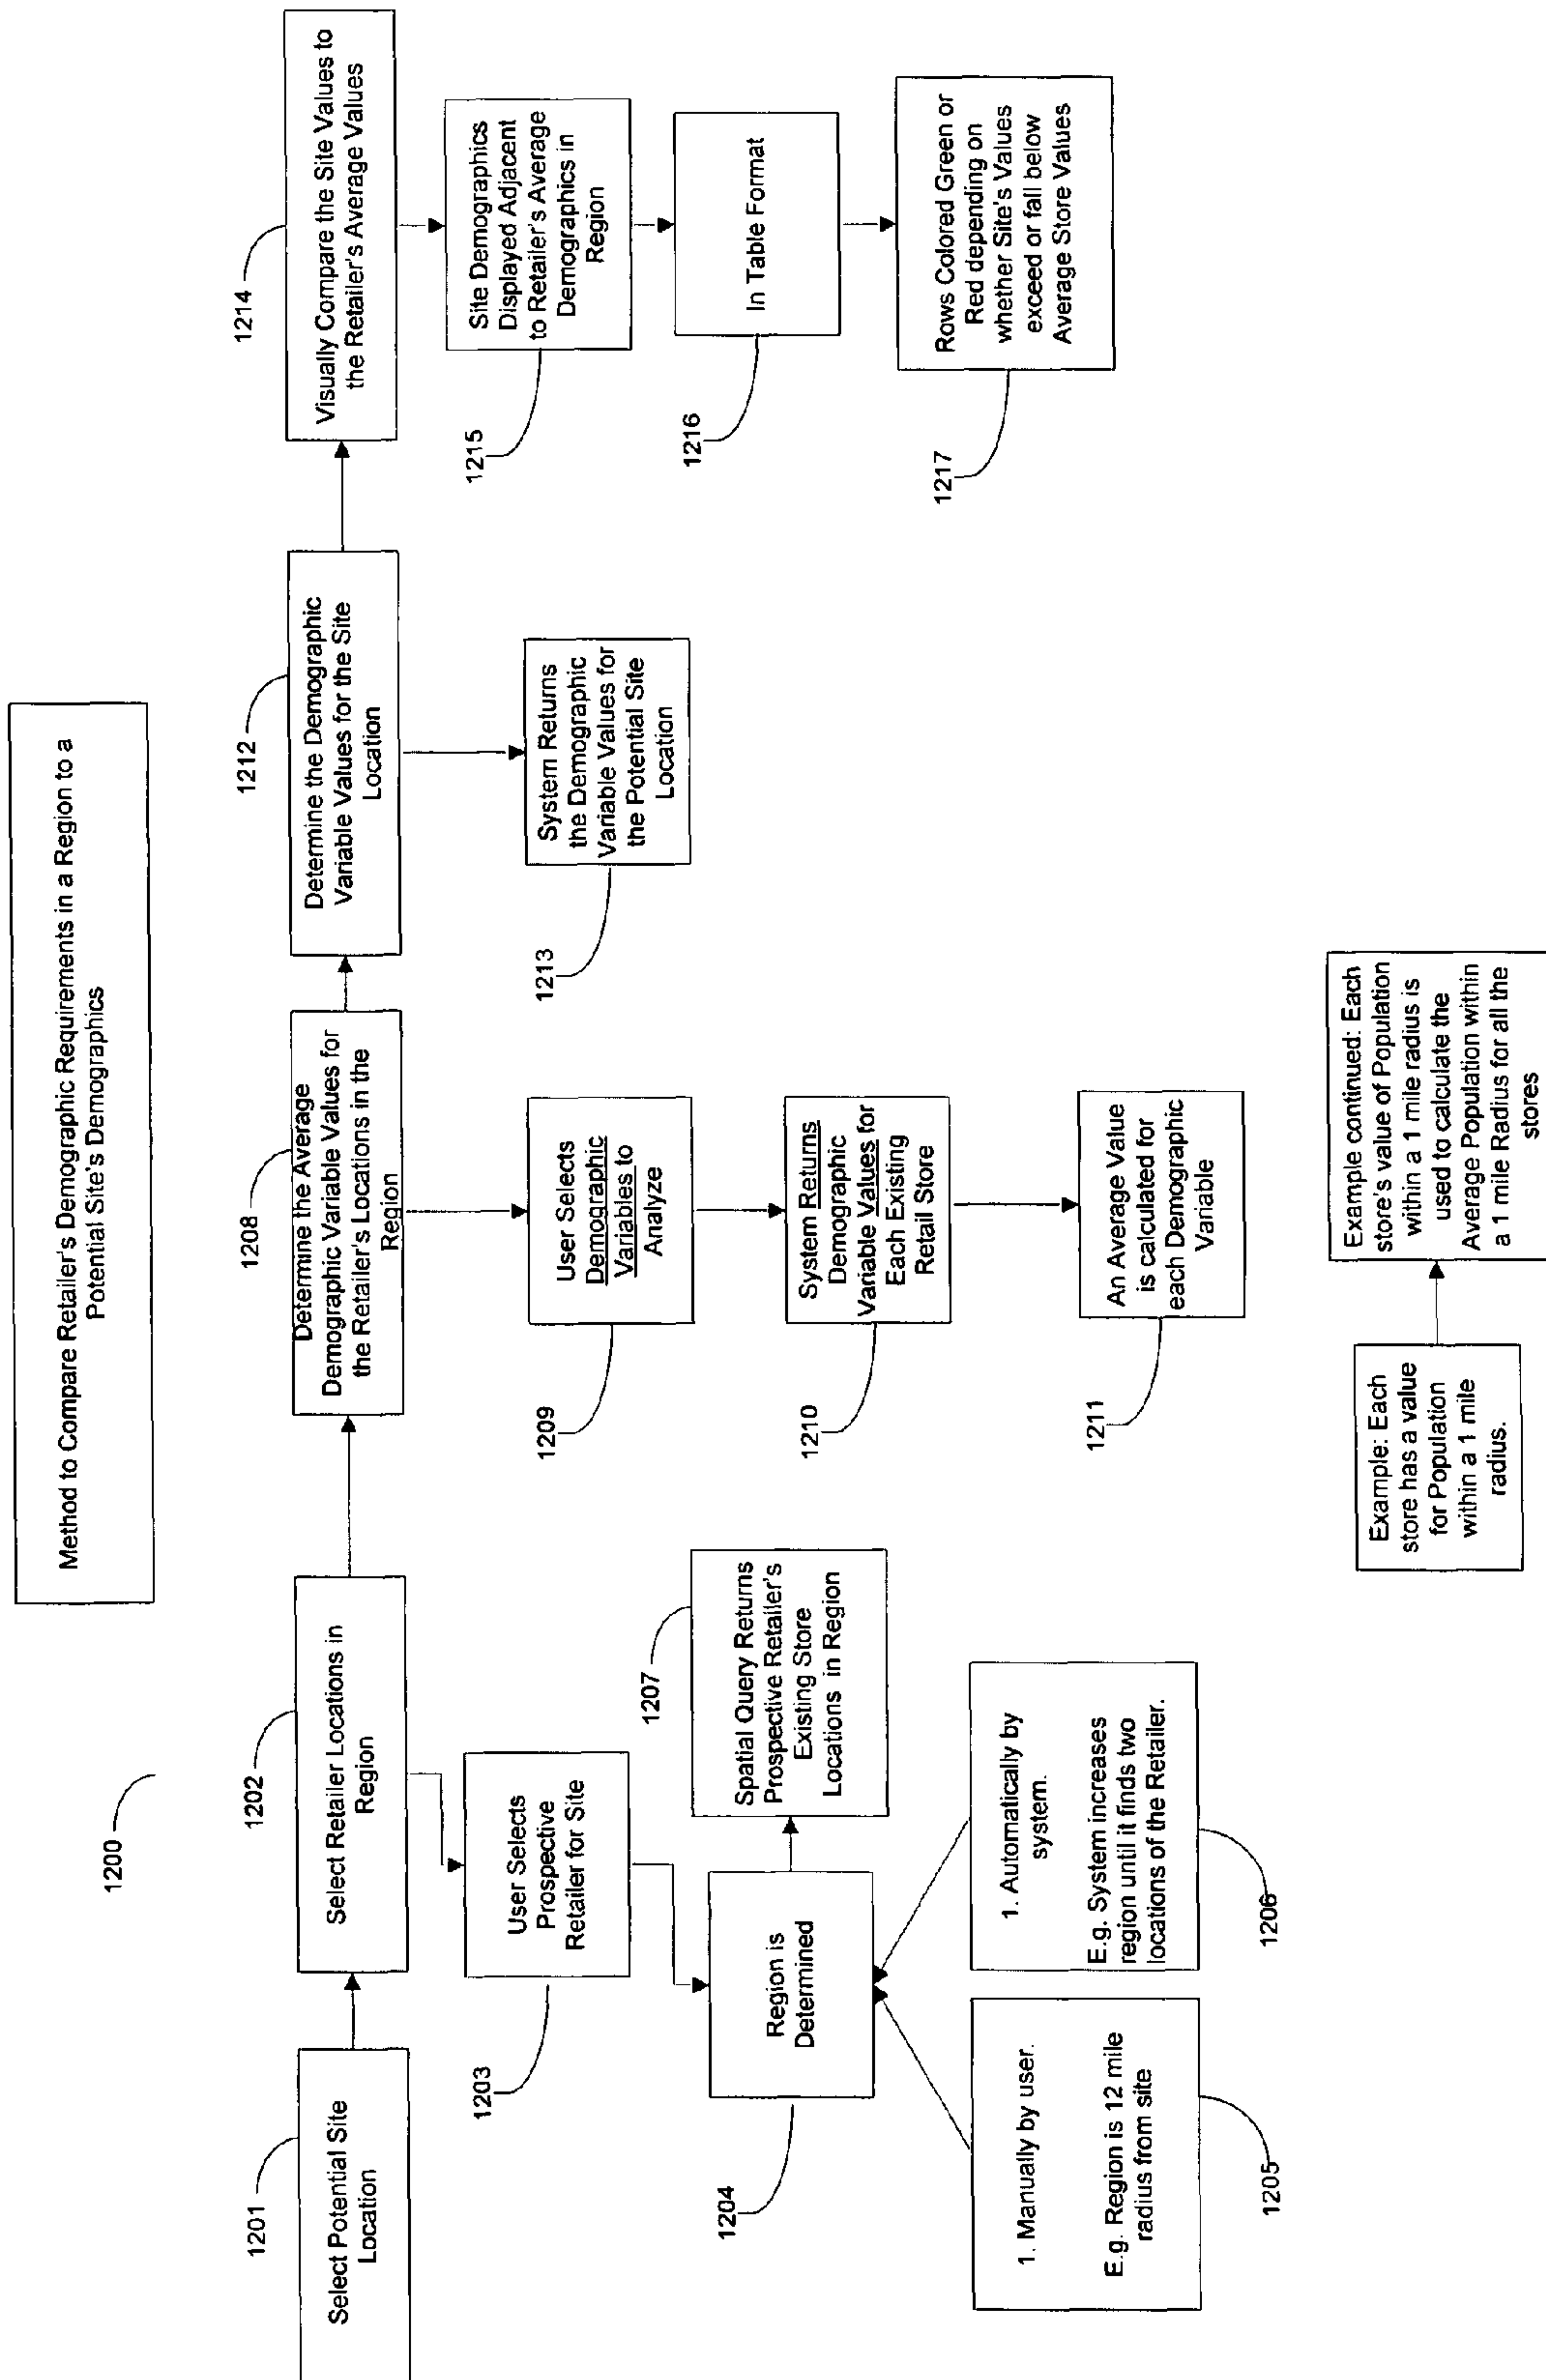 Method to Compare Retailer's Demographic Requirements in a Region to a
Potential Site's Demographics
1200
1201
Select Potential Site
Location
1202
Select Retailer Locations in
Region
1203
User Selects
Prospective
Retailer for Site
1204
Region is
Determined
1. Manually by user.
E.g. Region is 12 mile
radius from site
1205
1. Automatically by
system.
E.g. System increases
region until it finds two
locations of the Retailer.
1206
1207
Spatial Query Returns
Prospective Retailer's
Existing Store
Locations in Region
1208
Determine the Average
Demographic Variable Values for
the Retailer's Locations in the
Region
1209
User Selects
Demographic
Variables to
Analyze
1210
System Returns
Demographic
Variable Values for
Each Existing
Retail Store
1211
An Average Value
is calculated for
each Demographic
Variable
Example: Each
store has a value
for Population
within a 1 mile
radius.
Example continued: Each
store's value of Population
within a 1 mile radius is
used to calculate the
Average Population within
a 1 mile Radius for all the
stores
1212
Determine the Demographic
Variable Values for the Site
Location
1213
System Returns
the Demographic
Variable Values for
the Potential Site
Location
1214
Visually Compare the Site Values to
the Retailer's Average Values
1215
Site Demographics
Displayed Adjacent
to Retailer's Average
Demographics in
Region
1216
In Table Format
1217
Rows Colored Green or
Red depending on
whether Site's Values
exceed or fall below
Average Store Values